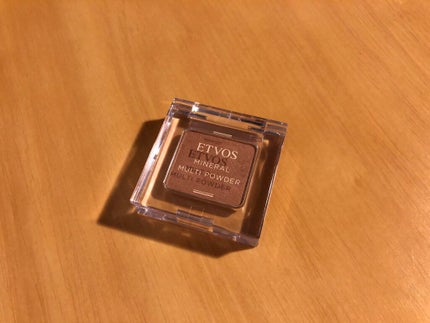 ETVOS
MINERAL
MULTI POWDER